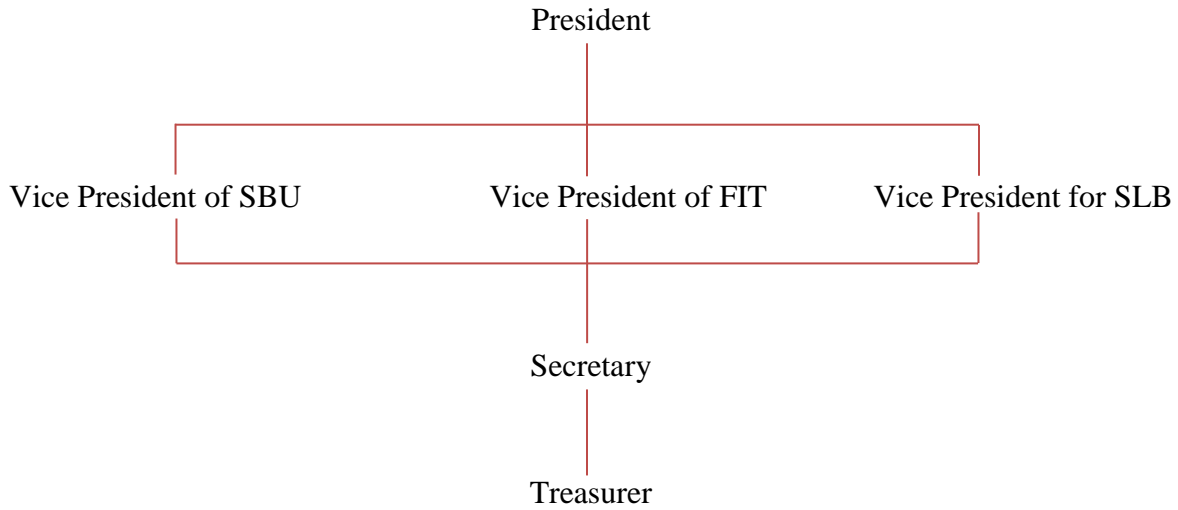 President
Vice President of SBU
Vice President of FIT
Vice President for SLB
Secretary
Treasurer